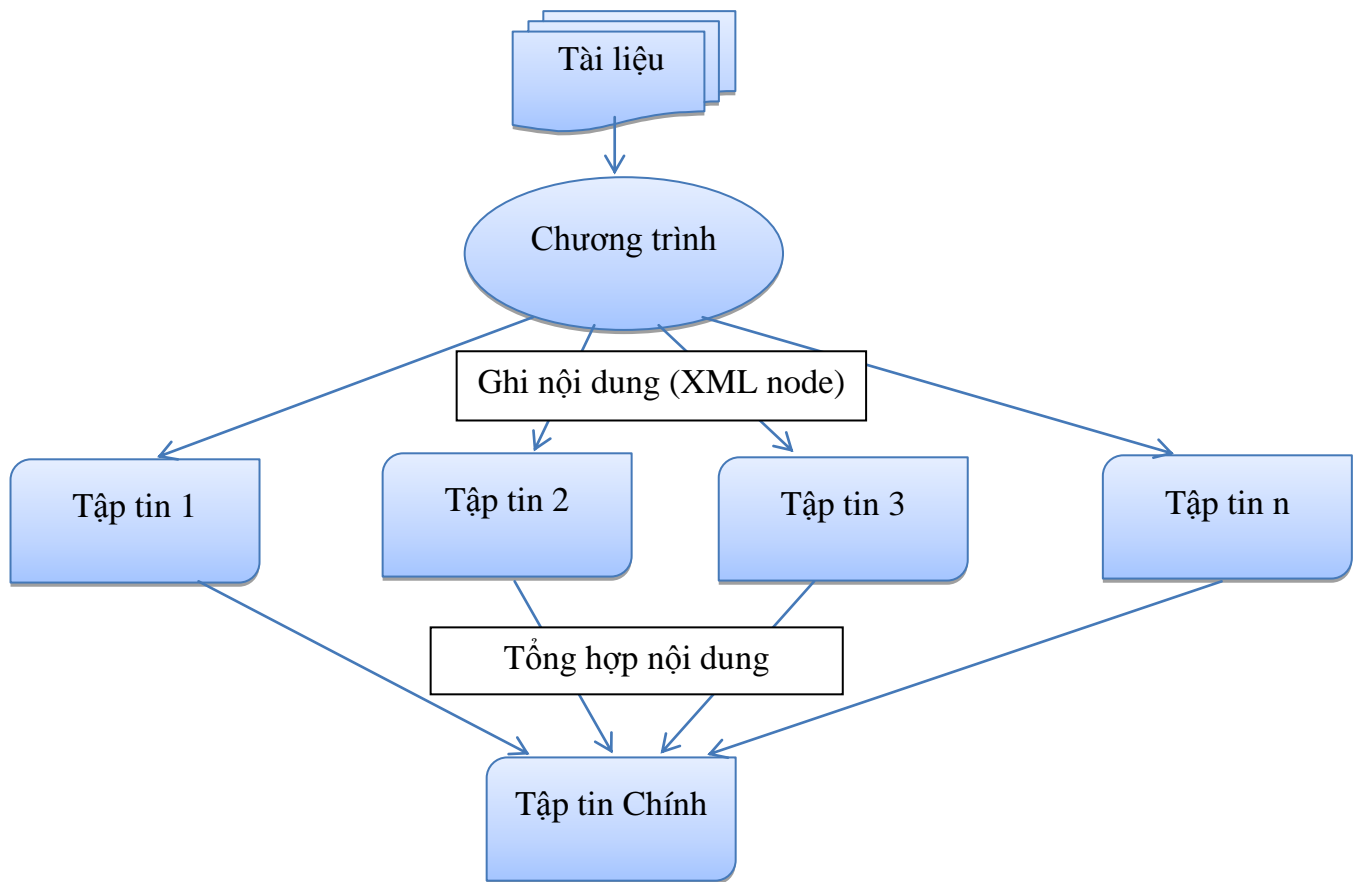 Tài liệu
Chương trình
Ghi nội dung (XML node)
Tập tin 1
Tập tin 2
Tập tin 3
Tập tin n
Tổng hợp nội dung
Tập tin Chính